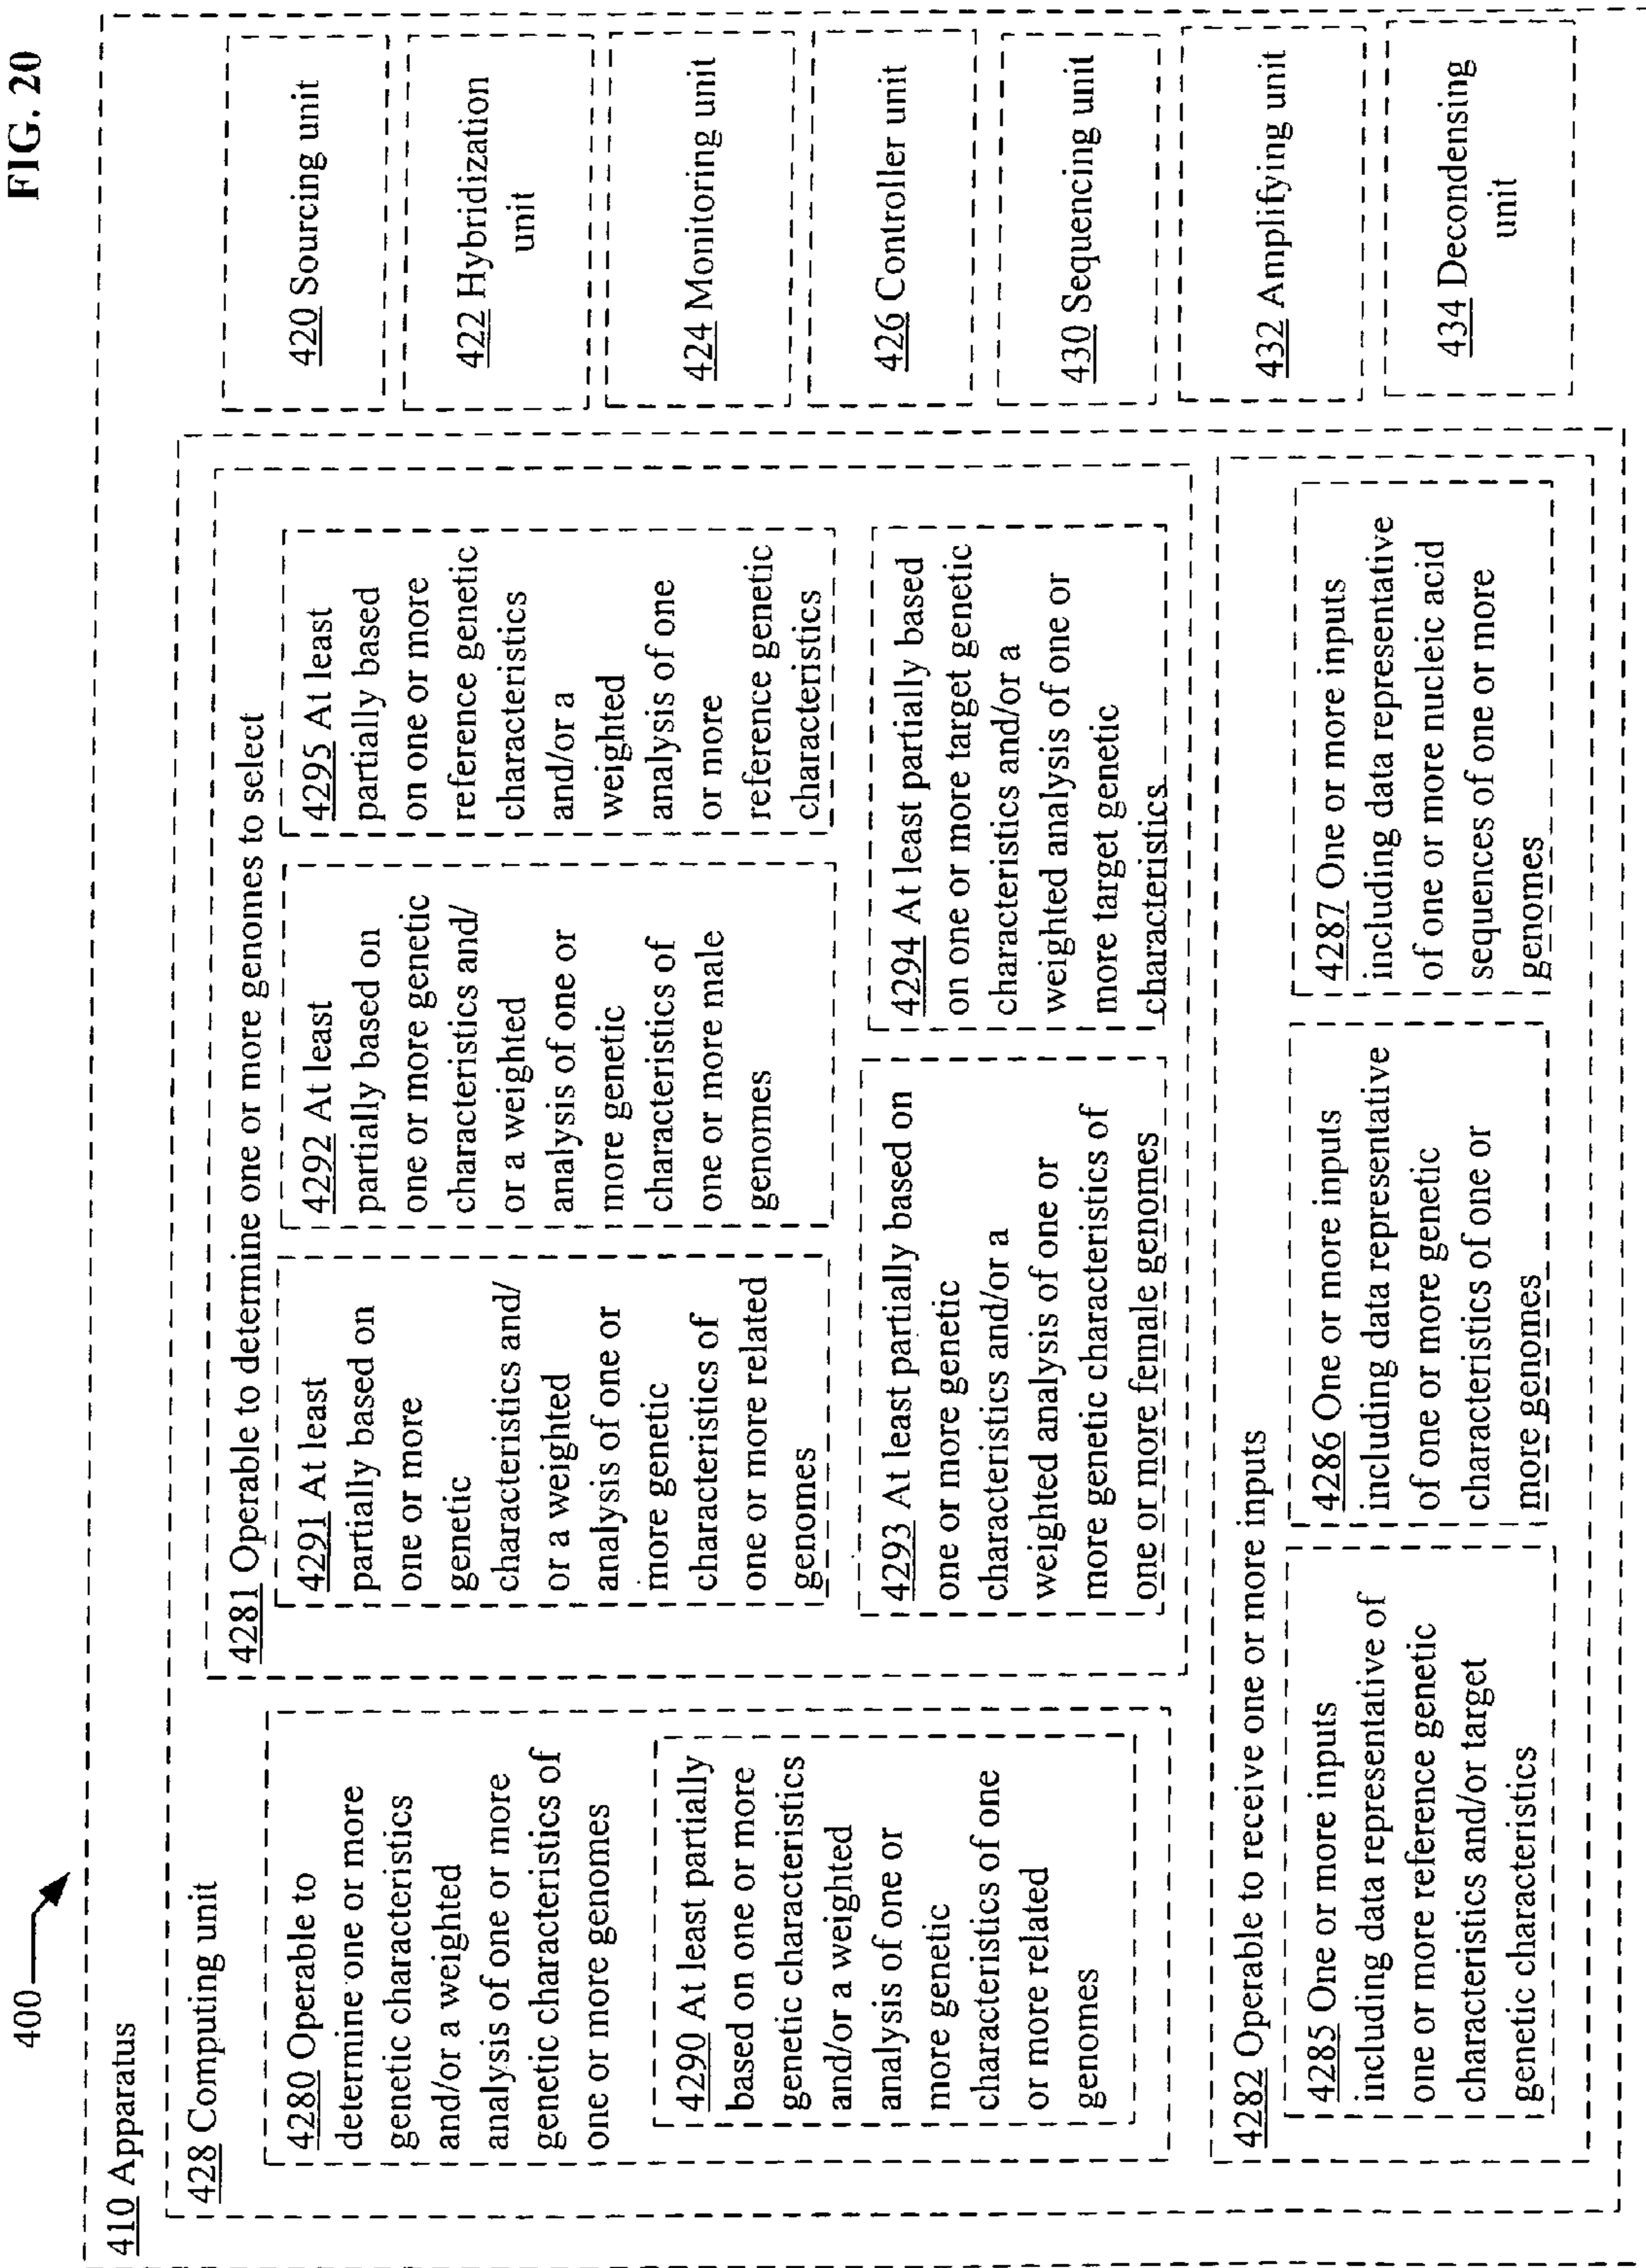 FIG. 20
400
410 Apparatus
428 Computing unit
4280 Operable to
determine one or more
genetic characteristics
and/or a weighted
analysis of one or more
genetic characteristics of
one or more genomes
4290 At least partially
based on one or more
genetic characteristics
and/or a weighted
analysis of one or
more genetic
characteristics of one
or more related
genomes
4281 Operable to determine one or more genomes to select
4291 At least
partially based on
one or more
genetic
characteristics and/
or a weighted
analysis of one or
more genetic
characteristics of
one or more related
genomes
4292 At least
partially based on
one or more genetic
characteristics and/
or a weighted
analysis of one or
more genetic
characteristics of
one or more male
genomes
4295 At least
partially based
on one or more
reference genetic
characteristics
and/or a
weighted
analysis of one
or more
reference genetic
characteristics
4293 At least partially based on
one or more genetic
characteristics and/or a
weighted analysis of one or
more genetic characteristics of
one or more female genomes
4294 At least partially based
on one or more target genetic
characteristics and/or a
weighted analysis of one or
more target genetic
characteristics
4282 Operable to receive one or more inputs
4285 One or more inputs
including data representative of
one or more reference genetic
characteristics and/or target
genetic characteristics
4286 One or more inputs
including data representative
of one or more genetic
characteristics of one or
more genomes
4287 One or more inputs
including data representative
of one or more nucleic acid
sequences of one or more
genomes
420 Sourcing unit
422 Hybridization
unit
424 Monitoring unit
426 Controller unit
430 Sequencing unit
432 Amplifying unit
434 Decondensing
unit